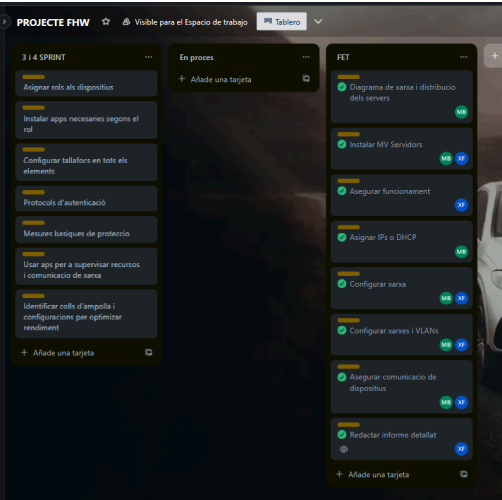 PROJECTE FHW
Visible para el Espacio de trabajo
Tablero
3 i 4 SPRINT
Asignar rols als dispositius
Instalar apps necesaries segons el
rol
Configurar tallafocs en tots els
elements
Protocols d'autenticació
Mesures basiques de proteccio
Usar aps per a supervisar recursos
i comunicacio de xarxa
Identificar colls d'ampolla i
configuracions per optimizar
rendiment
+ Añade una tarjeta
En proces
+ Añade una tarjeta
FET
Diagrama de xarxa i distribucio
dels servers
MB
Instalar MV Servidors
MB XF
Asegurar funcionament
XF
Asignar IPs o DHCP
MB
Configurar xarxa
MB XF
Configurar xarxes i VLANs
MB XF
Asegurar comunicacio de
dispositius
MB XF
Redactar informe detallat
XF
+ Añade una tarjeta